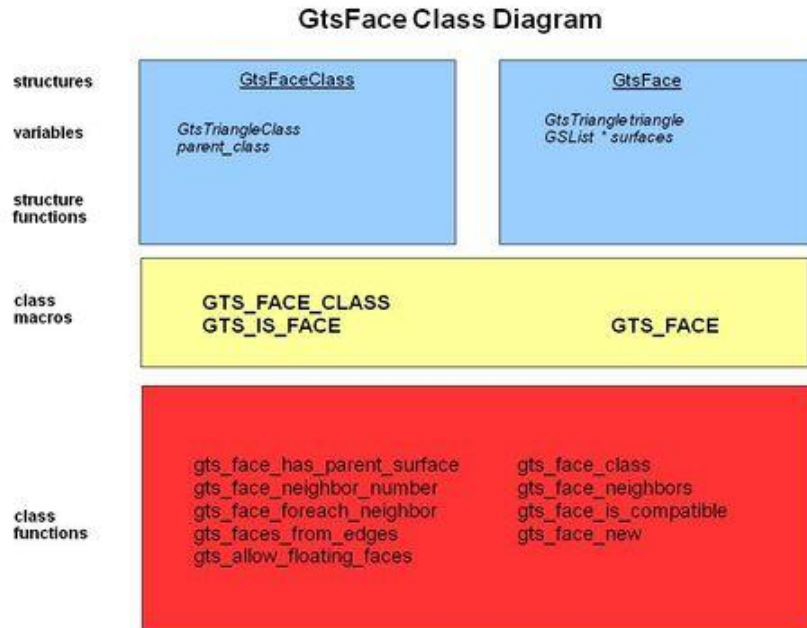 GtsFace Class Diagram
structures
GtsFaceClass
GtsFace
variables
GtsTriangleClass
parent_class
GtsTriangle triangle
GSList * surfaces
structure
functions
class
macros
GTS_FACE_CLASS
GTS_IS_FACE
GTS_FACE
class
functions
gts_face_has_parent_surface
gts_face_neighbor_number
gts_face_foreach_neighbor
gts_faces_from_edges
gts_allow_floating_faces
gts_face_class
gts_face_neighbors
gts_face_is_compatible
gts_face_new